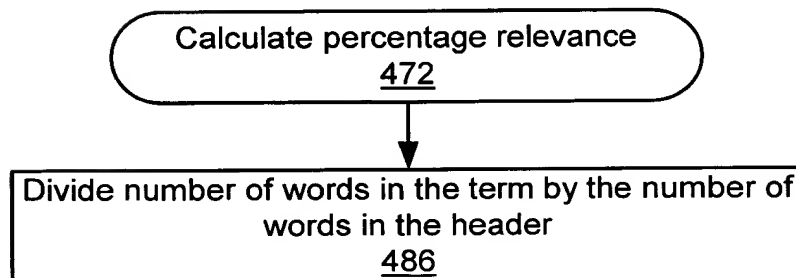 Calculate percentage relevance
472
Divide number of words in the term by the number of
words in the header
486